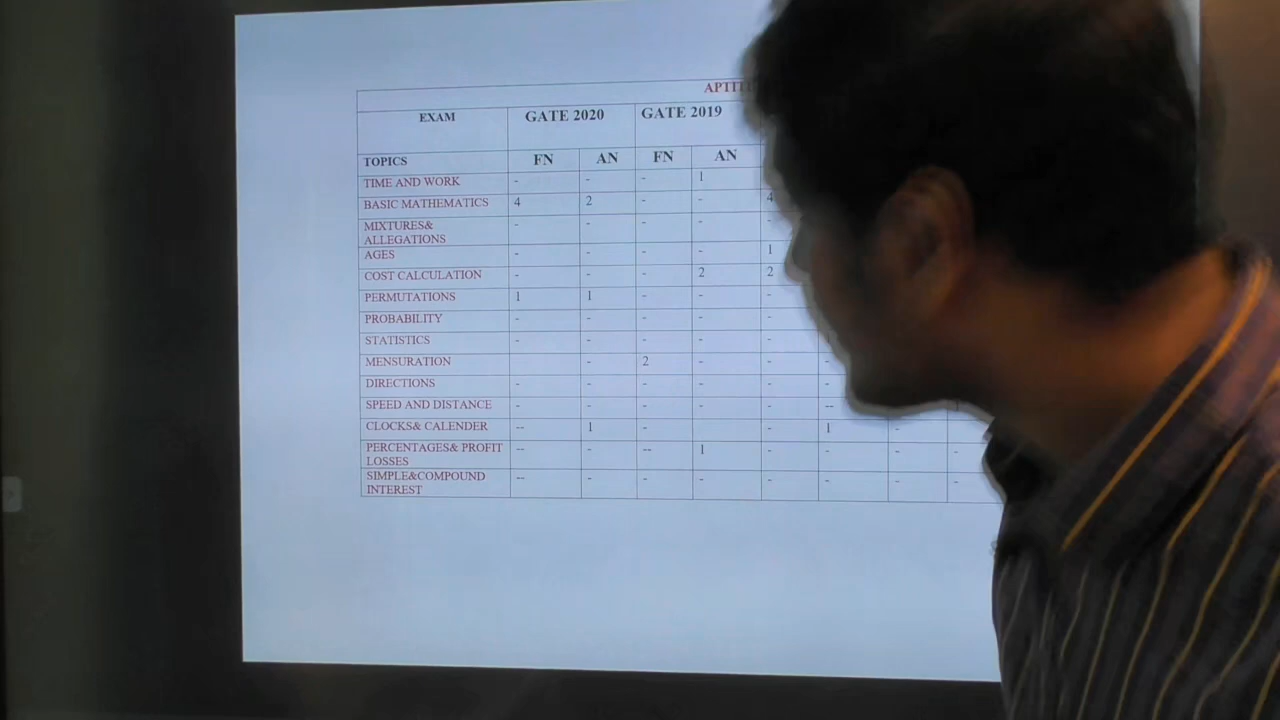 EXAM GATE 2020 GATE 2019
TOPICS FN AN FN AN
TIME AND WORK - - - 1
BASIC MATHEMATICS 4 2 - - 4
MIXTURES& - - - - -
ALLEGATIONS
AGES - - - - 1
COST CALCULATION - - - 2 2
PERMUTATIONS 1 1 - - -
PROBABILITY - - - - -
STATISTICS - - - - -
MENSURATION - 2 - -
DIRECTIONS - - - - -
SPEED AND DISTANCE - - - - - --
CLOCKS& CALENDER -- 1 - - 1 -
PERCENTAGES& PROFIT -- - -- 1 - - - -
LOSSES
SIMPLE&COMPOUND -- - - - - - - -
INTEREST